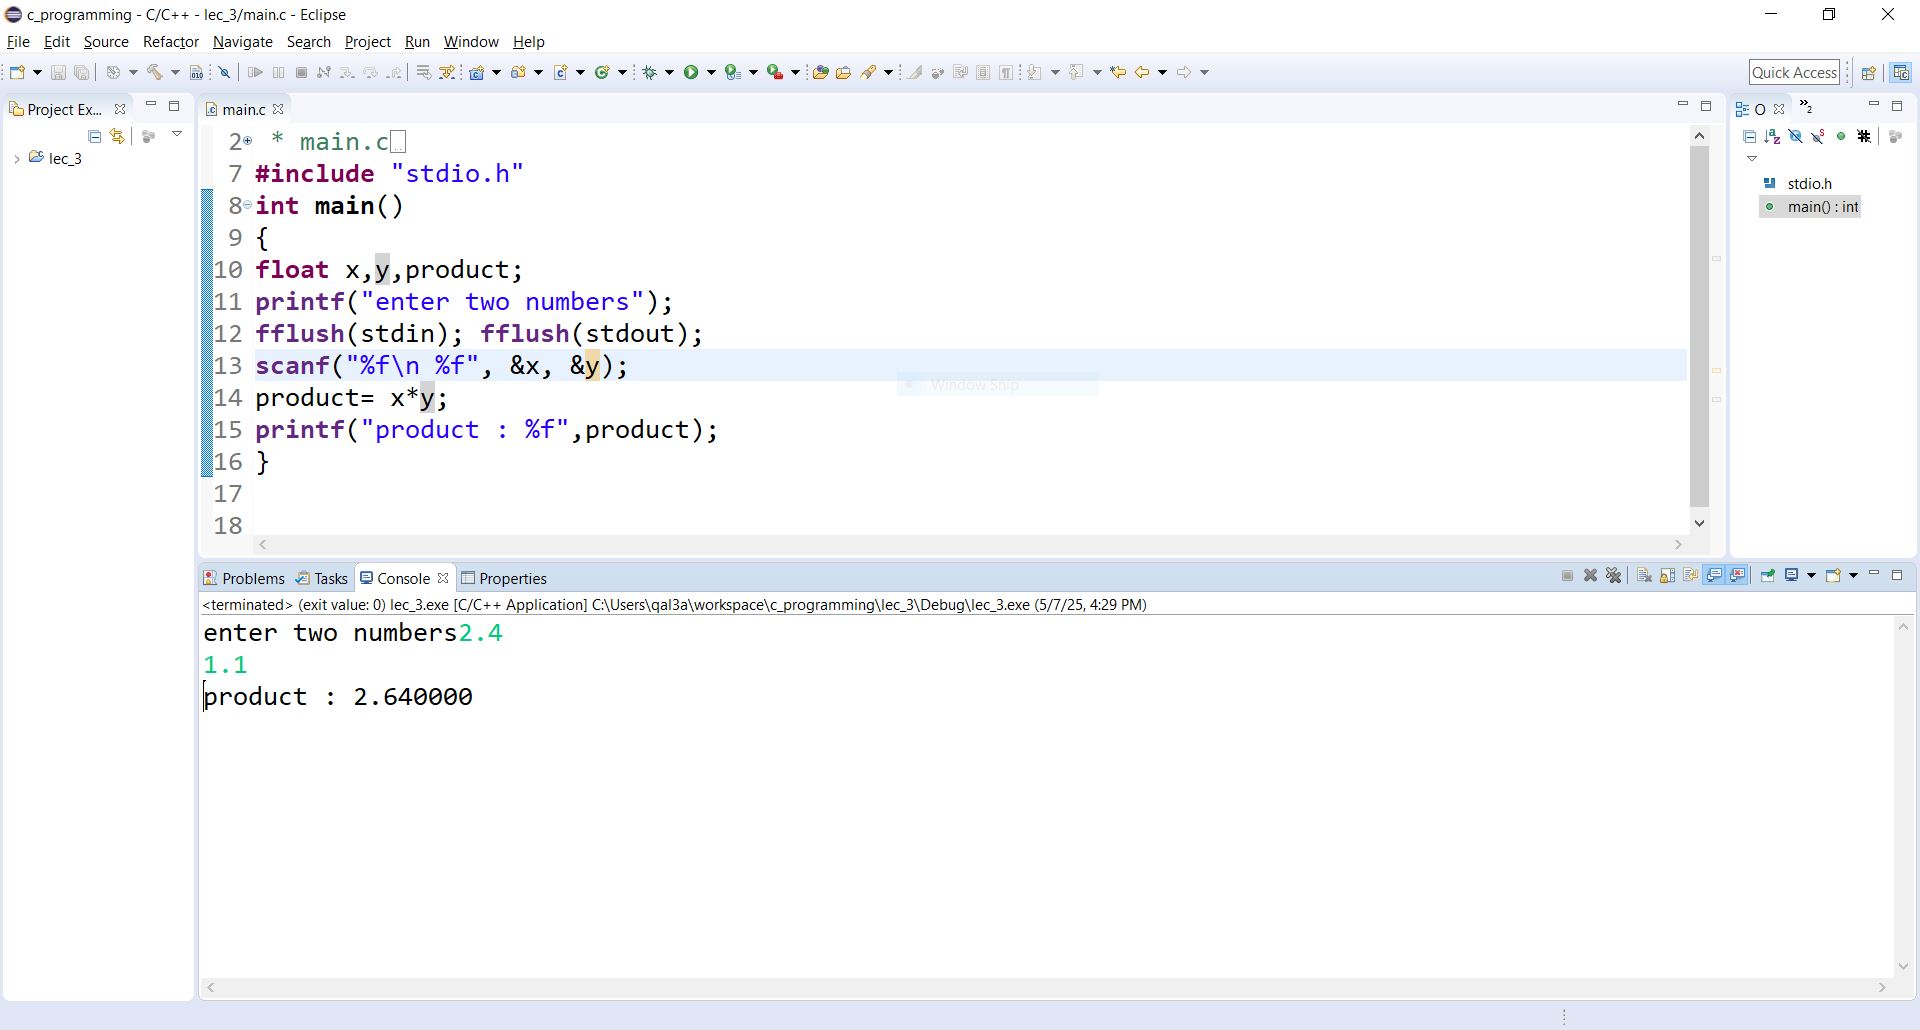 c_programming - C/C++ - lec_3/main.c - Eclipse
File Edit Source Refactor Navigate Search Project Run Window Help
Quick Access
Project Ex...
lec_3
main.c
2 * main.c
7 #include "stdio.h"
8 int main()
9 {
10 float x,y,product;
11 printf("enter two numbers");
12 fflush(stdin); fflush(stdout);
13 scanf("%f\n %f", &x, &y);
14 product= x*y;
15 printf("product : %f",product);
16 }
17
18
Window Snip
O »2
stdio.h
main() : int
Problems Tasks Console Properties
<terminated> (exit value: 0) lec_3.exe [C/C++ Application] C:\Users\qal3a\workspace\c_programming\lec_3\Debug\lec_3.exe (5/7/25, 4:29 PM)
enter two numbers2.4
1.1
product : 2.640000